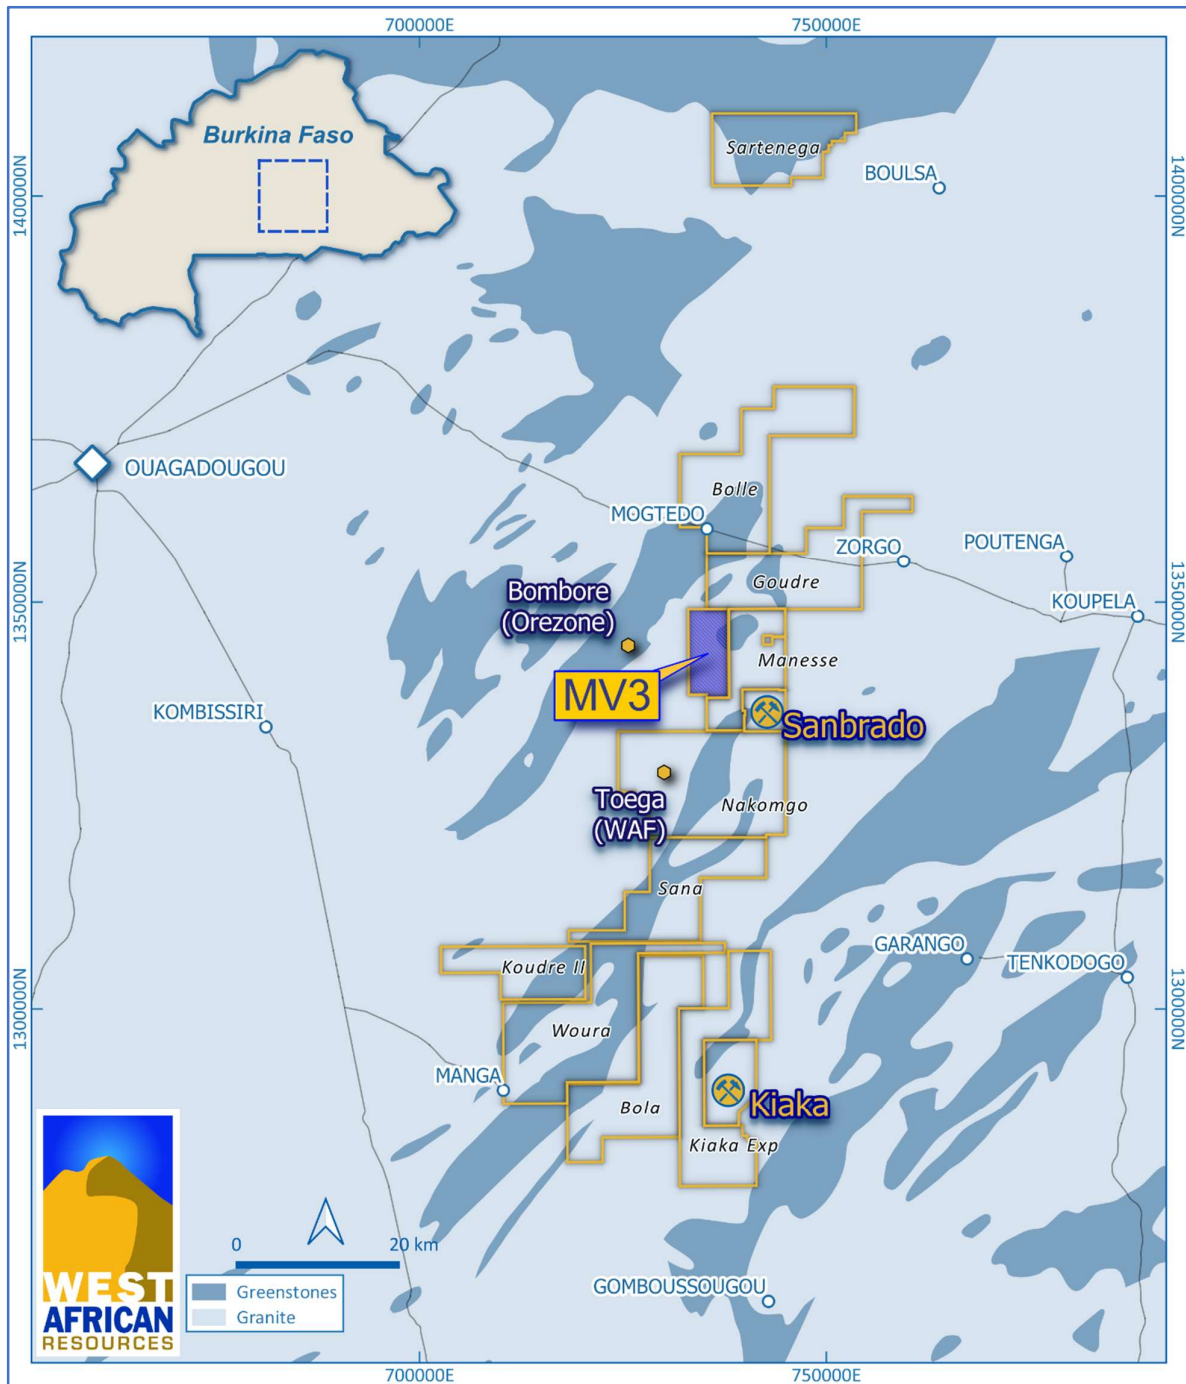 700000E
750000E
Burkina Faso
Sartenega
BOULSA
1400000N
1400000N
OUAGADOUGOU
Bolle
MOGTEDO
ZORGO
POUTENGA
Goudre
KOUPELA
Bombore
(Orezone)
1350000N
1350000N
Manesse
MV3
KOMBISSIRI
Sanbrado
Toega
(WAF)
Nakomgo
Sana
GARANGO
TENKODOGO
Koudre II
1300000N
1300000N
Woura
MANGA
Bola
Kiaka
Kiaka Exp
0
20 km
GOMBOUSSOUGOU
Greenstones
Granite
WEST
AFRICAN
RESOURCES
700000E
750000E